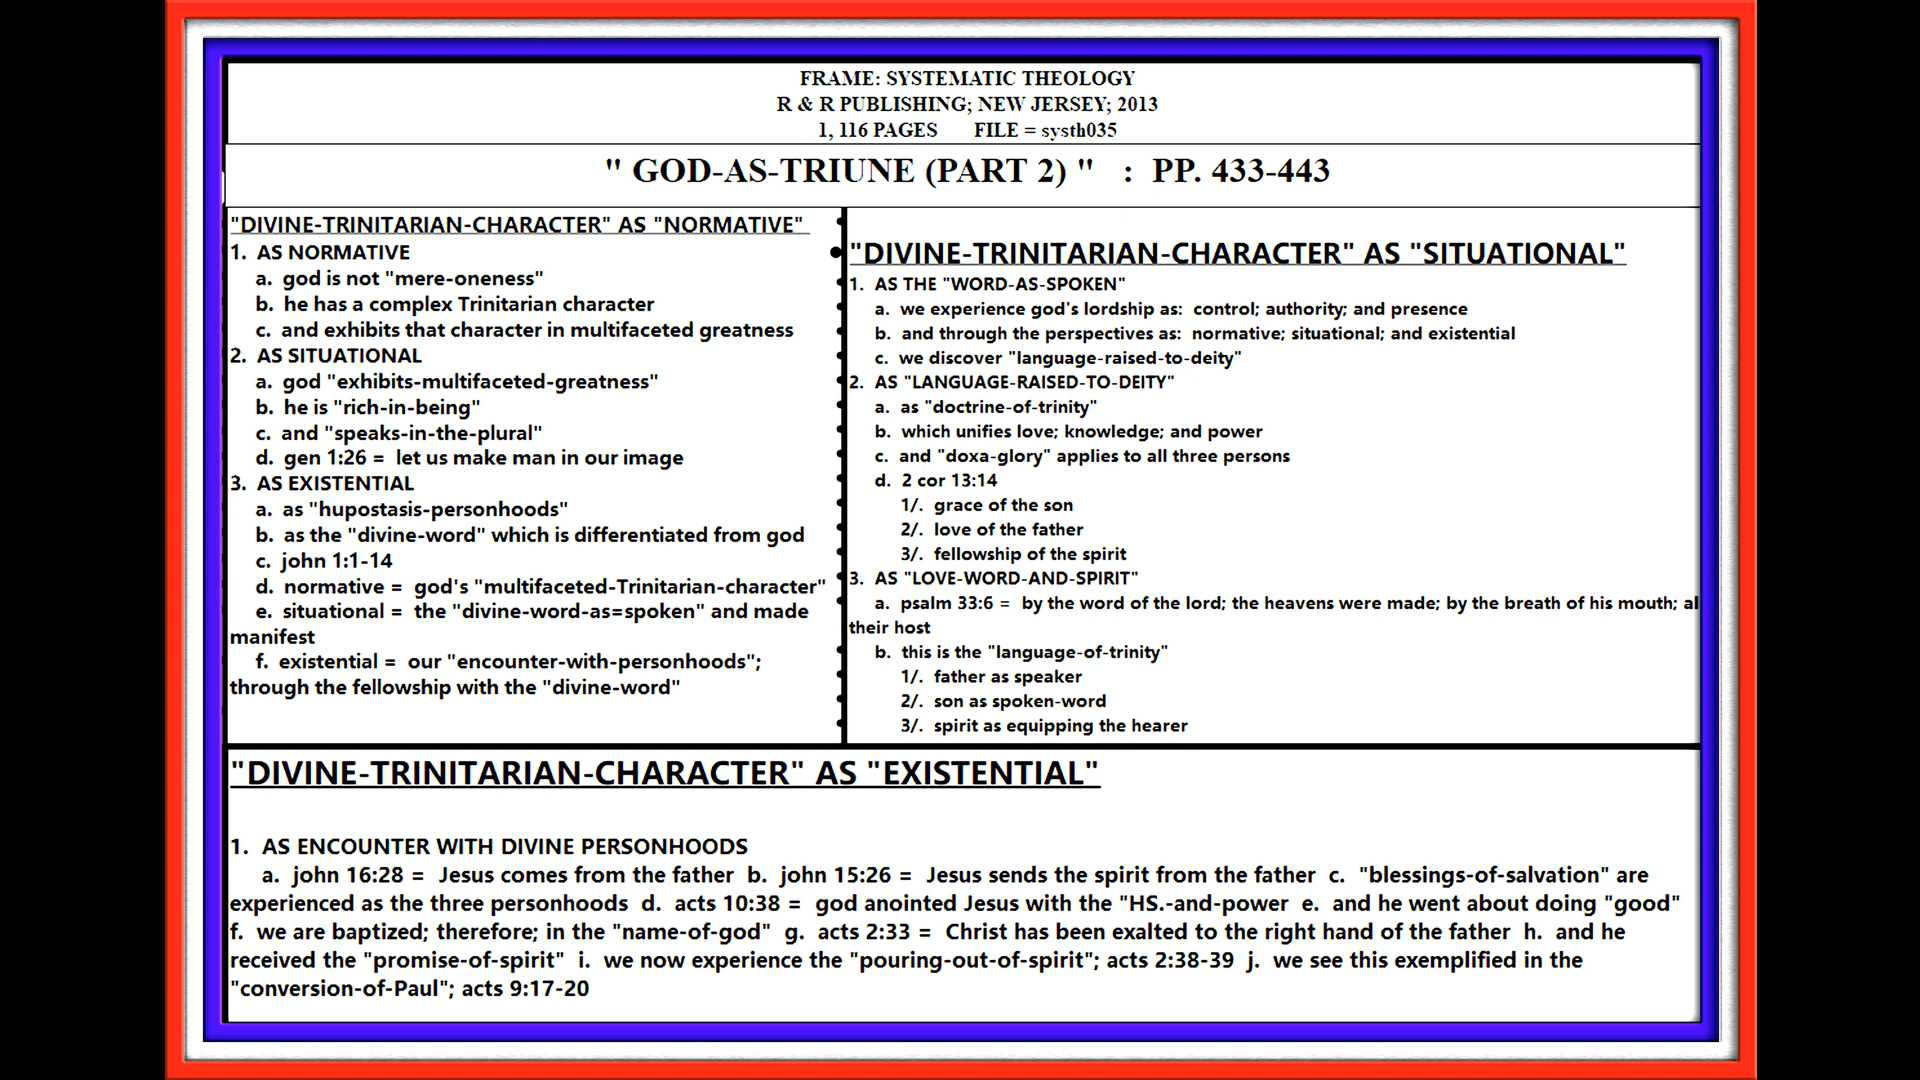 FRAME: SYSTEMATIC THEOLOGY
R & R PUBLISHING; NEW JERSEY; 2013
1, 116 PAGES FILE = systh035
" GOD-AS-TRIUNE (PART 2) " : PP. 433-443
"DIVINE-TRINITARIAN-CHARACTER" AS "NORMATIVE"
1. AS NORMATIVE
a. god is not "mere-oneness"
b. he has a complex Trinitarian character
c. and exhibits that character in multifaceted greatness
2. AS SITUATIONAL
a. god "exhibits-multifaceted-greatness"
b. he is "rich-in-being"
c. and "speaks-in-the-plural"
d. gen 1:26 = let us make man in our image
3. AS EXISTENTIAL
a. as "hupostasis-personhoods"
b. as the "divine-word" which is differentiated from god
c. john 1:1-14
d. normative = god's "multifaceted-Trinitarian-character"
e. situational = the "divine-word-as=spoken" and made
manifest
f. existential = our "encounter-with-personhoods";
through the fellowship with the "divine-word"
"DIVINE-TRINITARIAN-CHARACTER" AS "SITUATIONAL"
1. AS THE "WORD-AS-SPOKEN"
a. we experience god's lordship as: control; authority; and presence
b. and through the perspectives as: normative; situational; and existential
c. we discover "language-raised-to-deity"
2. AS "LANGUAGE-RAISED-TO-DEITY"
a. as "doctrine-of-trinity"
b. which unifies love; knowledge; and power
c. and "doxa-glory" applies to all three persons
d. 2 cor 13:14
1/. grace of the son
2/. love of the father
3/. fellowship of the spirit
3. AS "LOVE-WORD-AND-SPIRIT"
a. psalm 33:6 = by the word of the lord; the heavens were made; by the breath of his mouth; al
their host
b. this is the "language-of-trinity"
1/. father as speaker
2/. son as spoken-word
3/. spirit as equipping the hearer
"DIVINE-TRINITARIAN-CHARACTER" AS "EXISTENTIAL"
1. AS ENCOUNTER WITH DIVINE PERSONHOODS
a. john 16:28 = Jesus comes from the father b. john 15:26 = Jesus sends the spirit from the father c. "blessings-of-salvation" are
experienced as the three personhoods d. acts 10:38 = god anointed Jesus with the "HS.-and-power e. and he went about doing "good"
f. we are baptized; therefore; in the "name-of-god" g. acts 2:33 = Christ has been exalted to the right hand of the father h. and he
received the "promise-of-spirit" i. we now experience the "pouring-out-of-spirit"; acts 2:38-39 j. we see this exemplified in the
"conversion-of-Paul"; acts 9:17-20